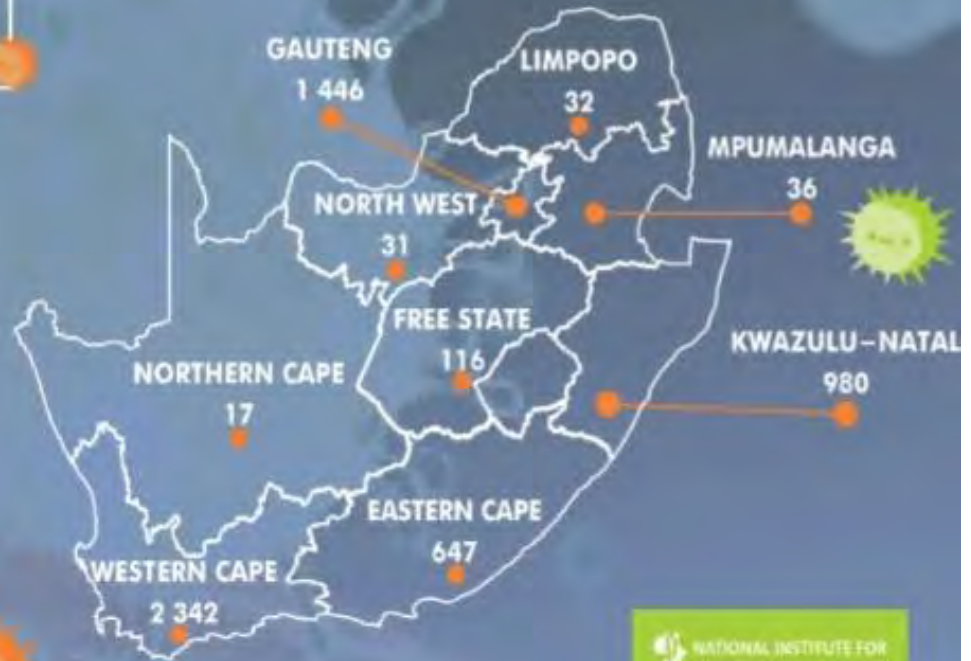 GAUTENG
1 446
LIMPOPO
32
MPUMALANGA
36
NORTH WEST
31
FREE STATE
116
KWAZULU–NATAL
980
NORTHERN CAPE
17
EASTERN CAPE
647
WESTERN CAPE
2 342
NATIONAL INSTITUTE FOR